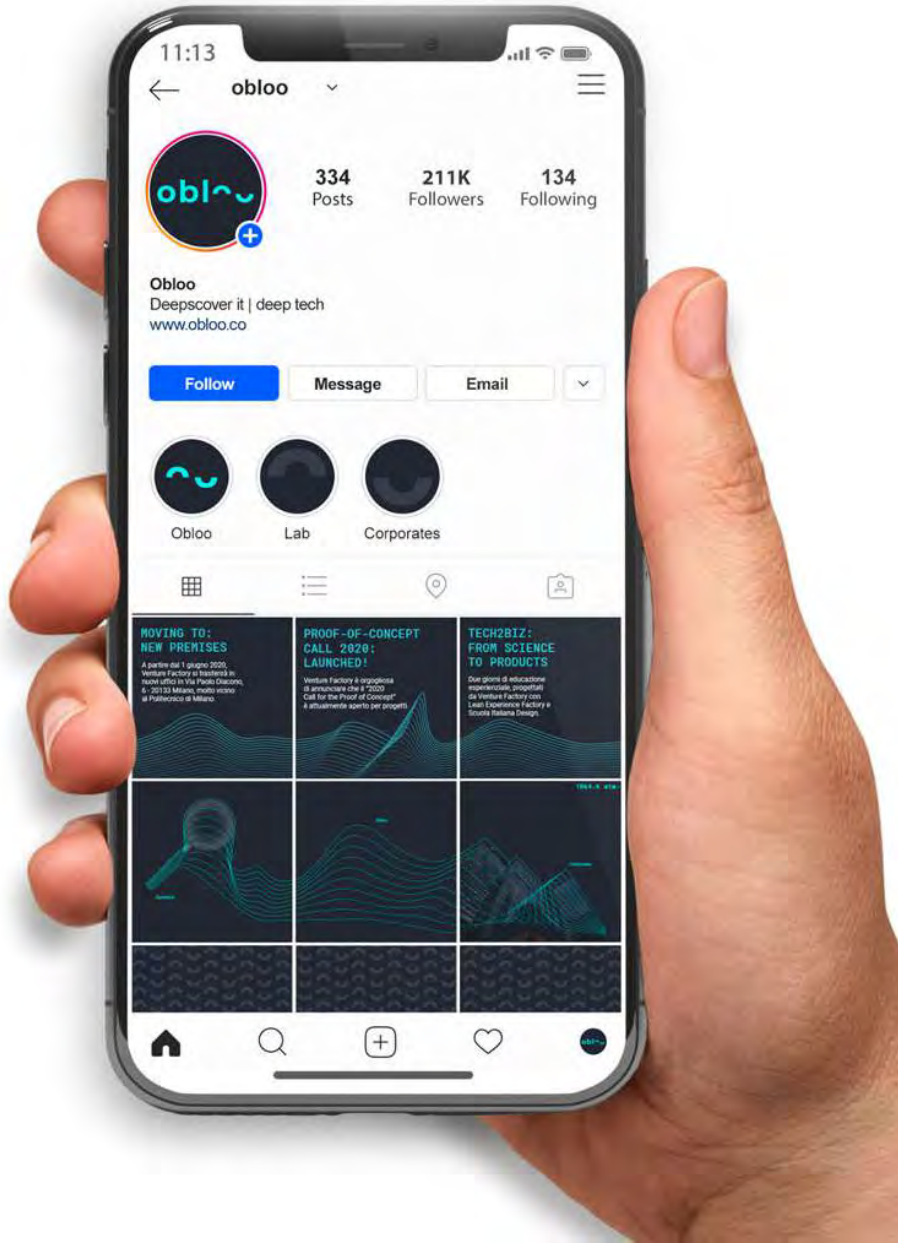 11:13
obloo
obloo
334
Posts
211K
Followers
134
Following
Obloo
Deepscover it | deep tech
www.obloo.co
Follow
Message
Email
Obloo
Lab
Corporates
MOVING TO:
NEW PREMISES
A partire dal 1 giugno 2020,
Venture Factory si trasferirà in
nuovi uffici in Via Paolo Diacono,
6 - 20133 Milano, molto vicino
al Politecnico di Milano.
PROOF-OF-CONCEPT
CALL 2020:
LAUNCHED!
Venture Factory è orgogliosa
di annunciare che il "2020
Call for the Proof of Concept"
è attualmente aperto per progetti
TECH2BIZ:
FROM SCIENCE
TO PRODUCTS
Due giorni di educazione
esperienziale, progettati
da Venture Factory con
Lean Experience Factory e
Scuola Italiana Design.
obloo